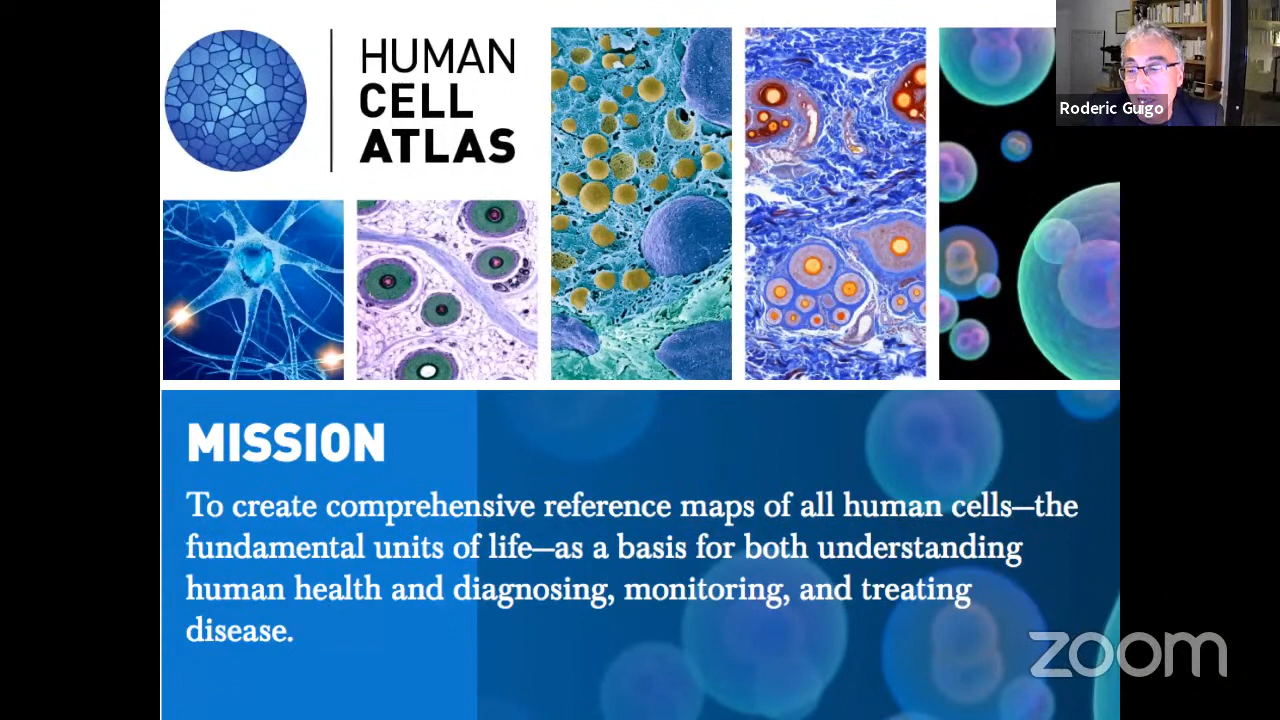 HUMAN
CELL
ATLAS
Roderic Guigo
MISSION
To create comprehensive reference maps of all human cells—the
fundamental units of life—as a basis for both understanding
human health and diagnosing, monitoring, and treating
disease.
zoom